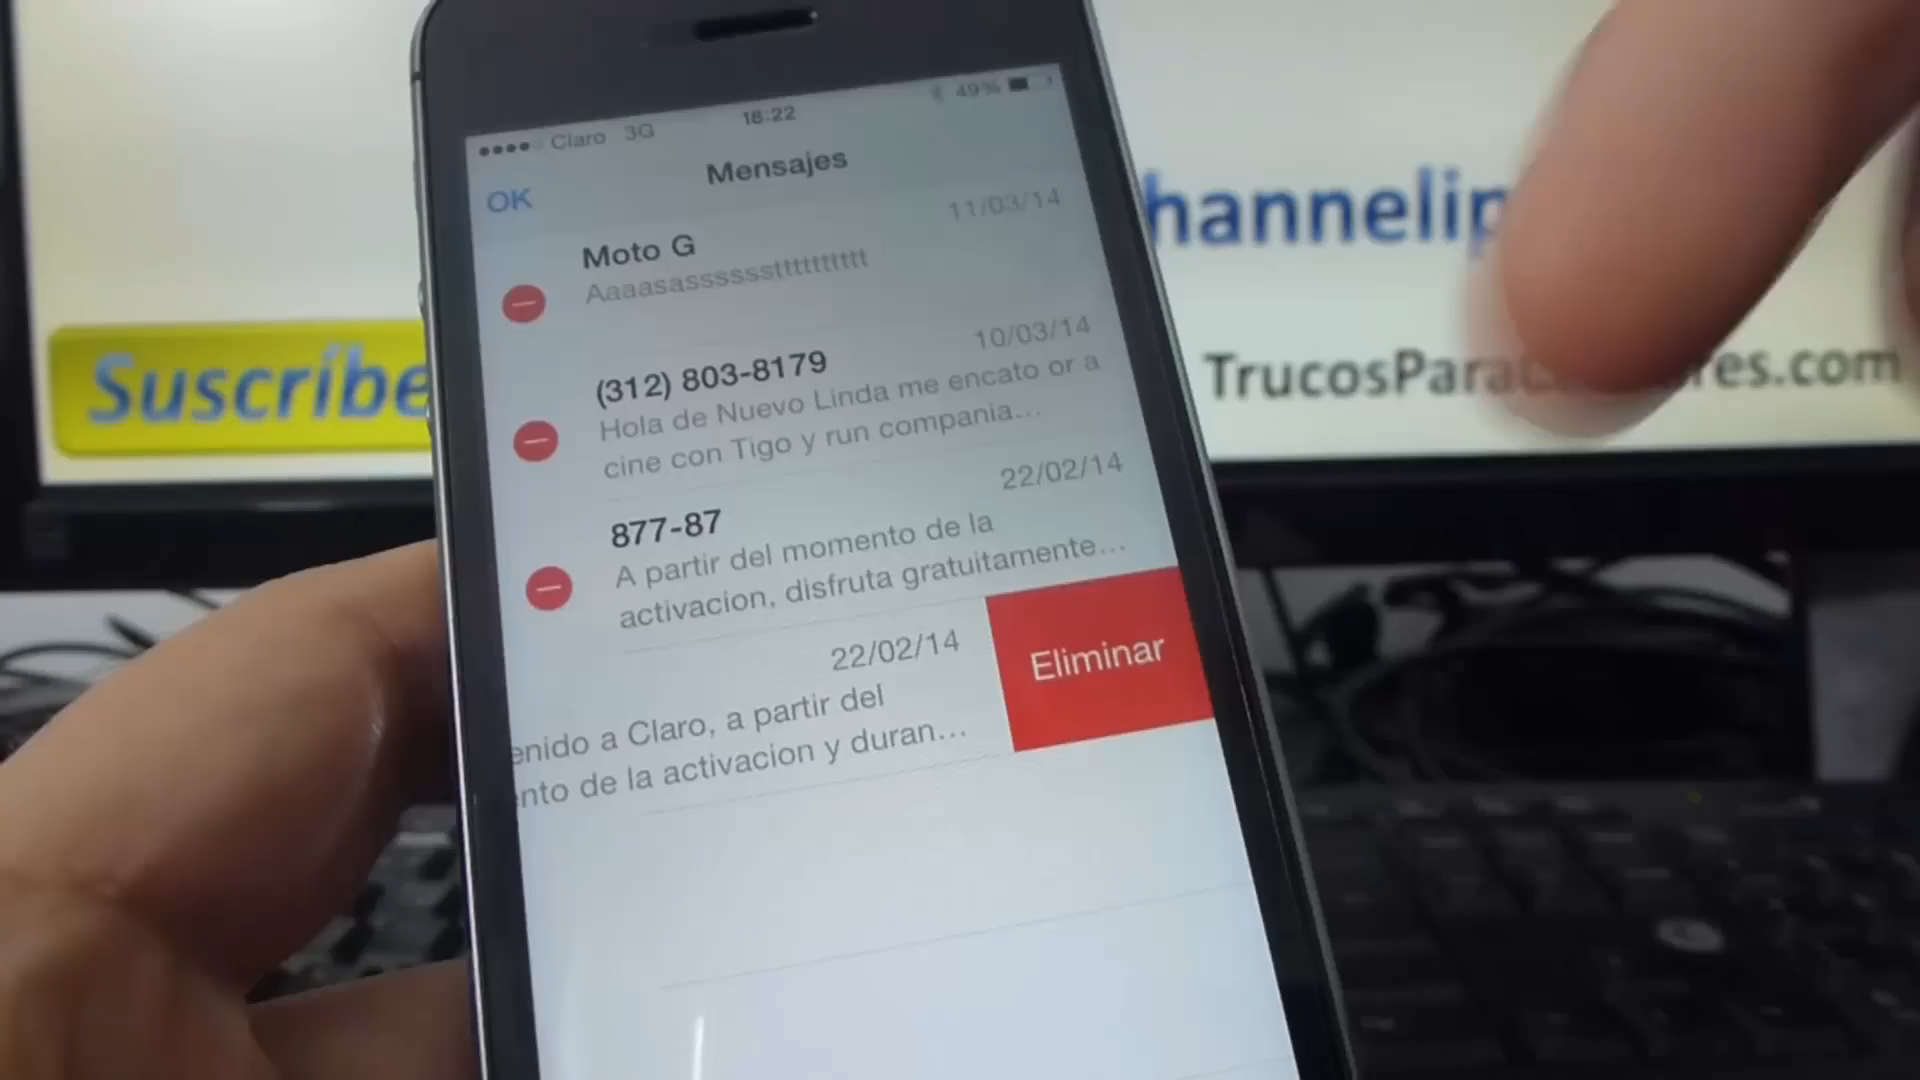 Claro 3G 18:22 49%
OK Mensajes
Moto G 11/03/14
Aaaasasssssstttttttttt
(312) 803-8179 10/03/14
Hola de Nuevo Linda me encato or a
cine con Tigo y run compania...
877-87 22/02/14
A partir del momento de la
activacion, disfruta gratuitamente...
22/02/14
enido a Claro, a partir del
nto de la activacion y duran...
Eliminar
Suscríbe
hannelip
TrucosPara res.com